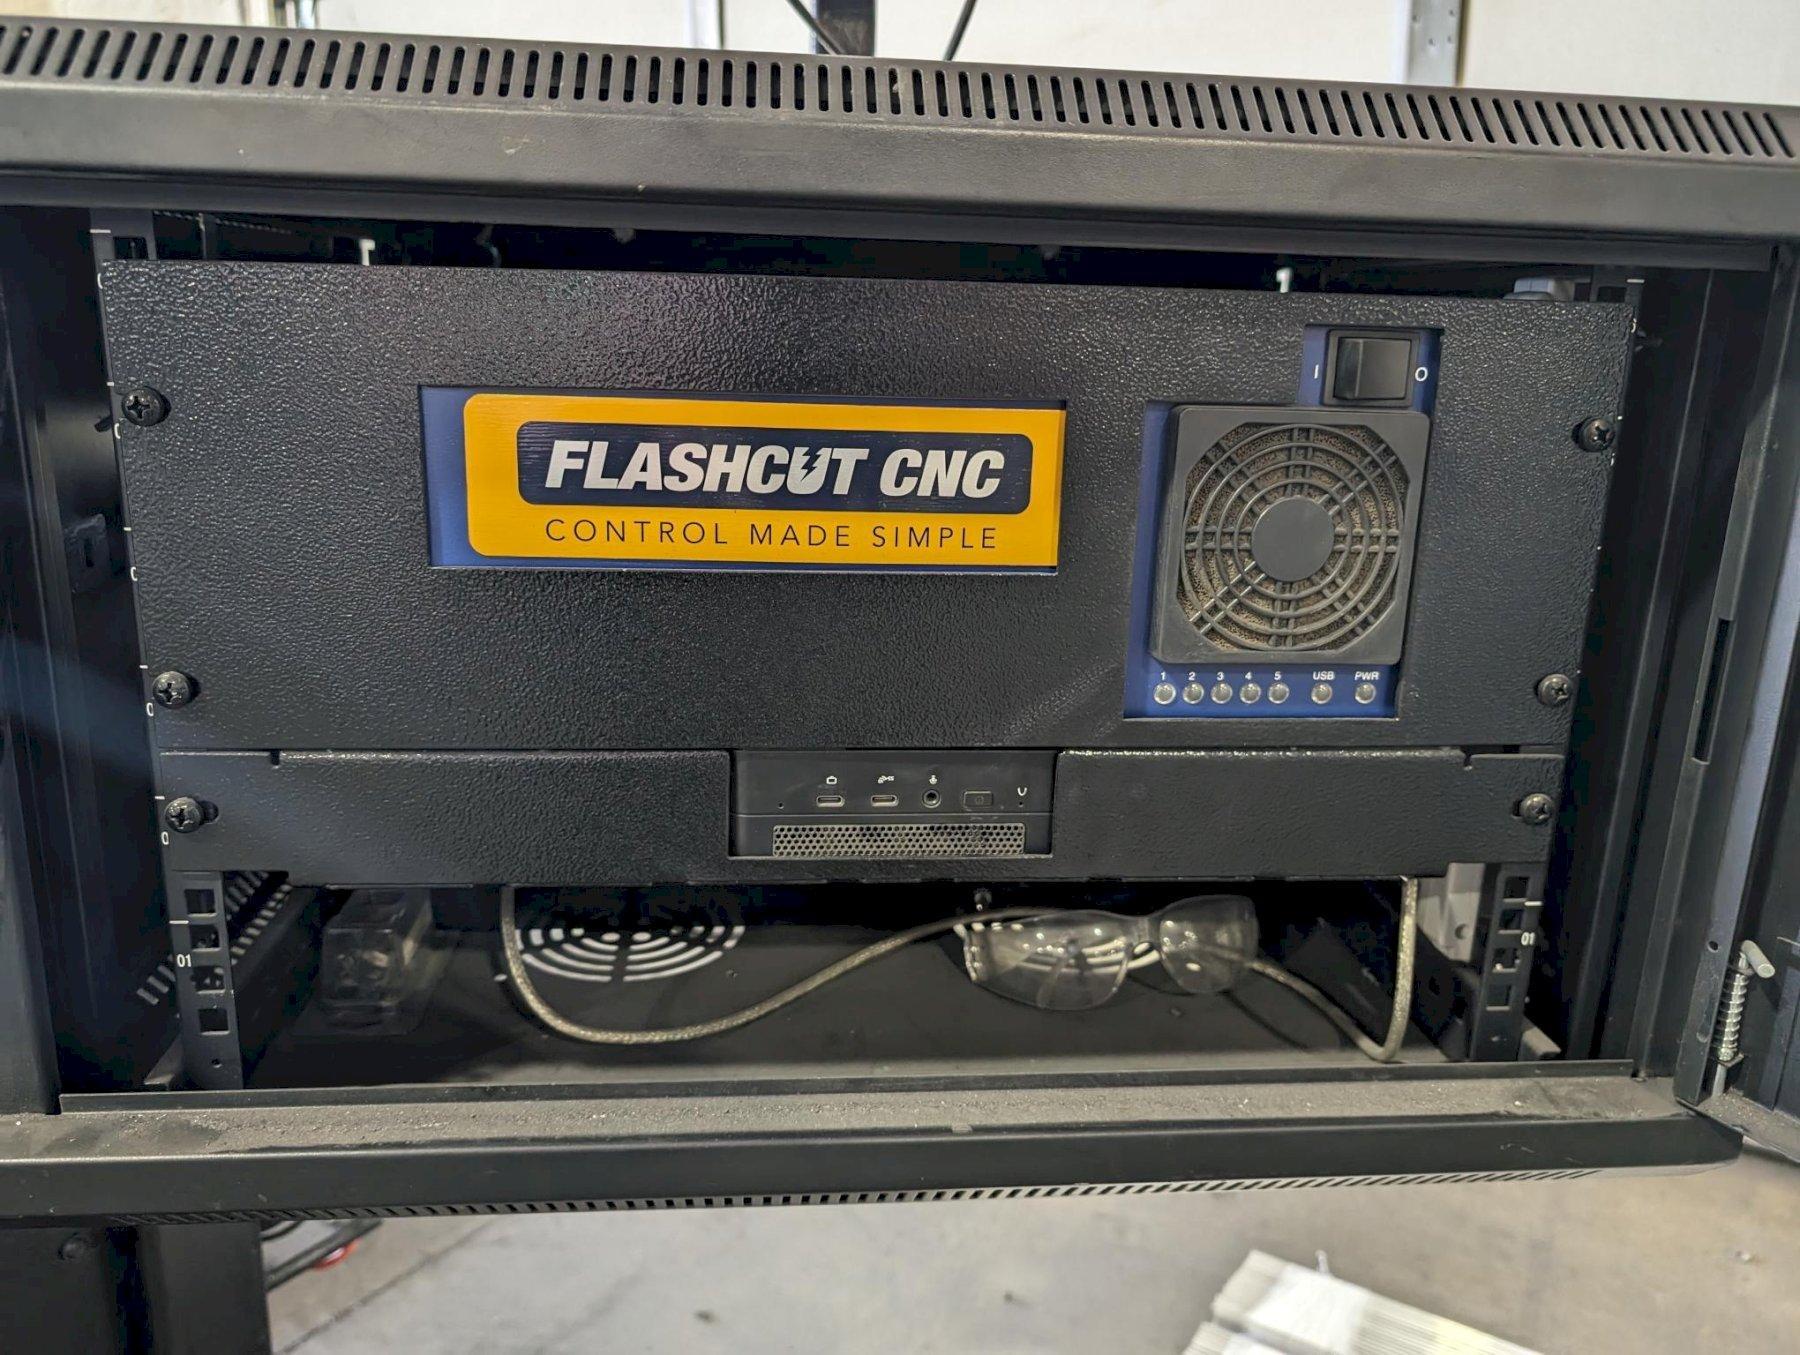 I O
FLASHCUT CNC
CONTROL MADE SIMPLE
1 2 3 4 5 USB PWR
01
01